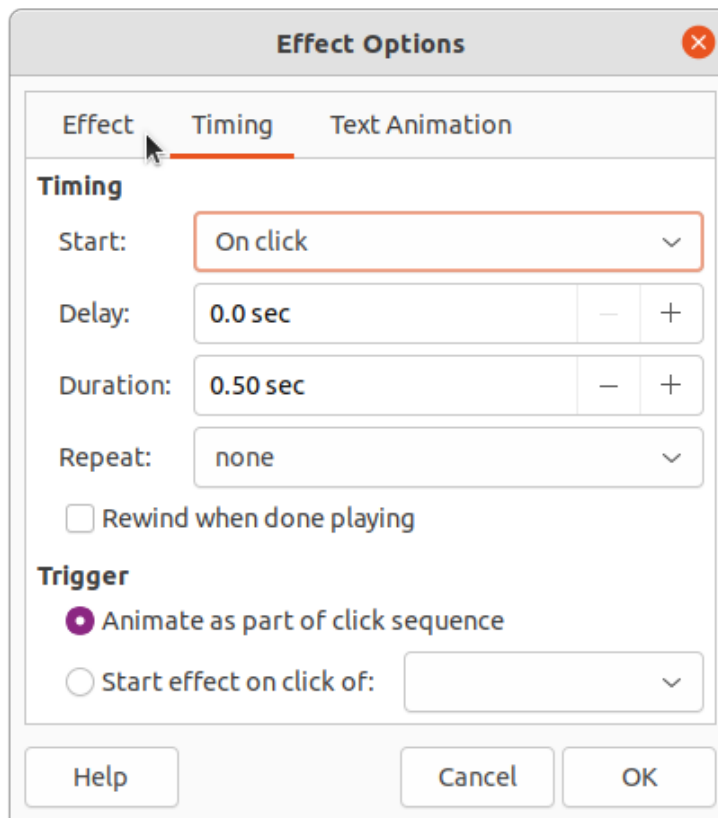 Effect Options
Effect Timing Text Animation
Timing
Start: On click
Delay: 0.0 sec
Duration: 0.50 sec
Repeat: none
Rewind when done playing
Trigger
Animate as part of click sequence
Start effect on click of:
Help Cancel OK